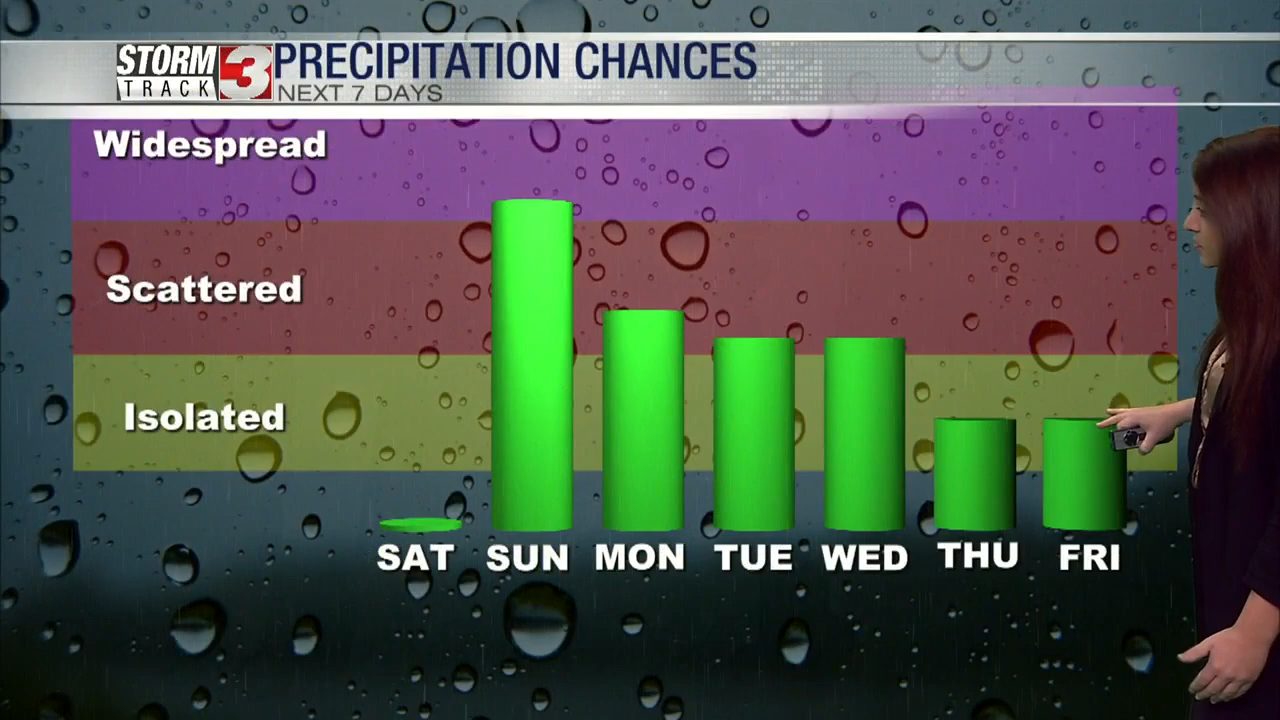 STORM
TRACK
3
PRECIPITATION CHANCES
NEXT 7 DAYS
Widespread
Scattered
Isolated
SAT SUN MON TUE WED THU FRI